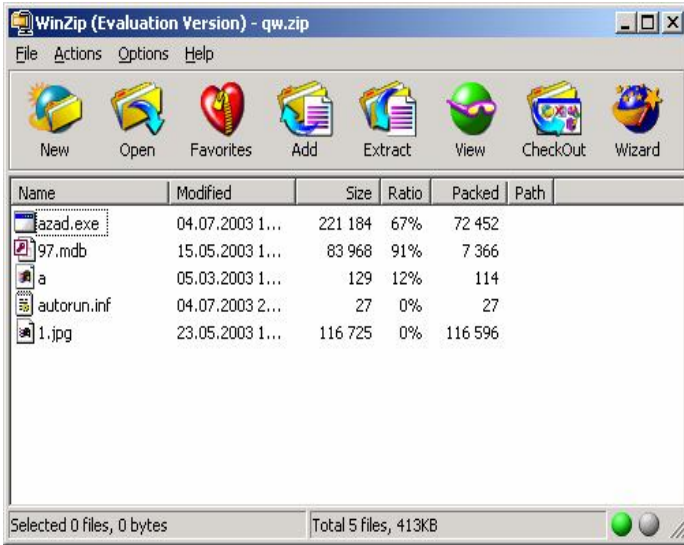 WinZip (Evaluation Version) - qw.zip
File Actions Options Help
New Open Favorites Add Extract View CheckOut Wizard
Name Modified Size Ratio Packed Path
azad.exe 04.07.2003 1... 221 184 67% 72 452
97.mdb 15.05.2003 1... 83 968 91% 7 366
a 05.03.2003 1... 129 12% 114
autorun.inf 04.07.2003 2... 27 0% 27
1.jpg 23.05.2003 1... 116 725 0% 116 596
Selected 0 files, 0 bytes Total 5 files, 413KB